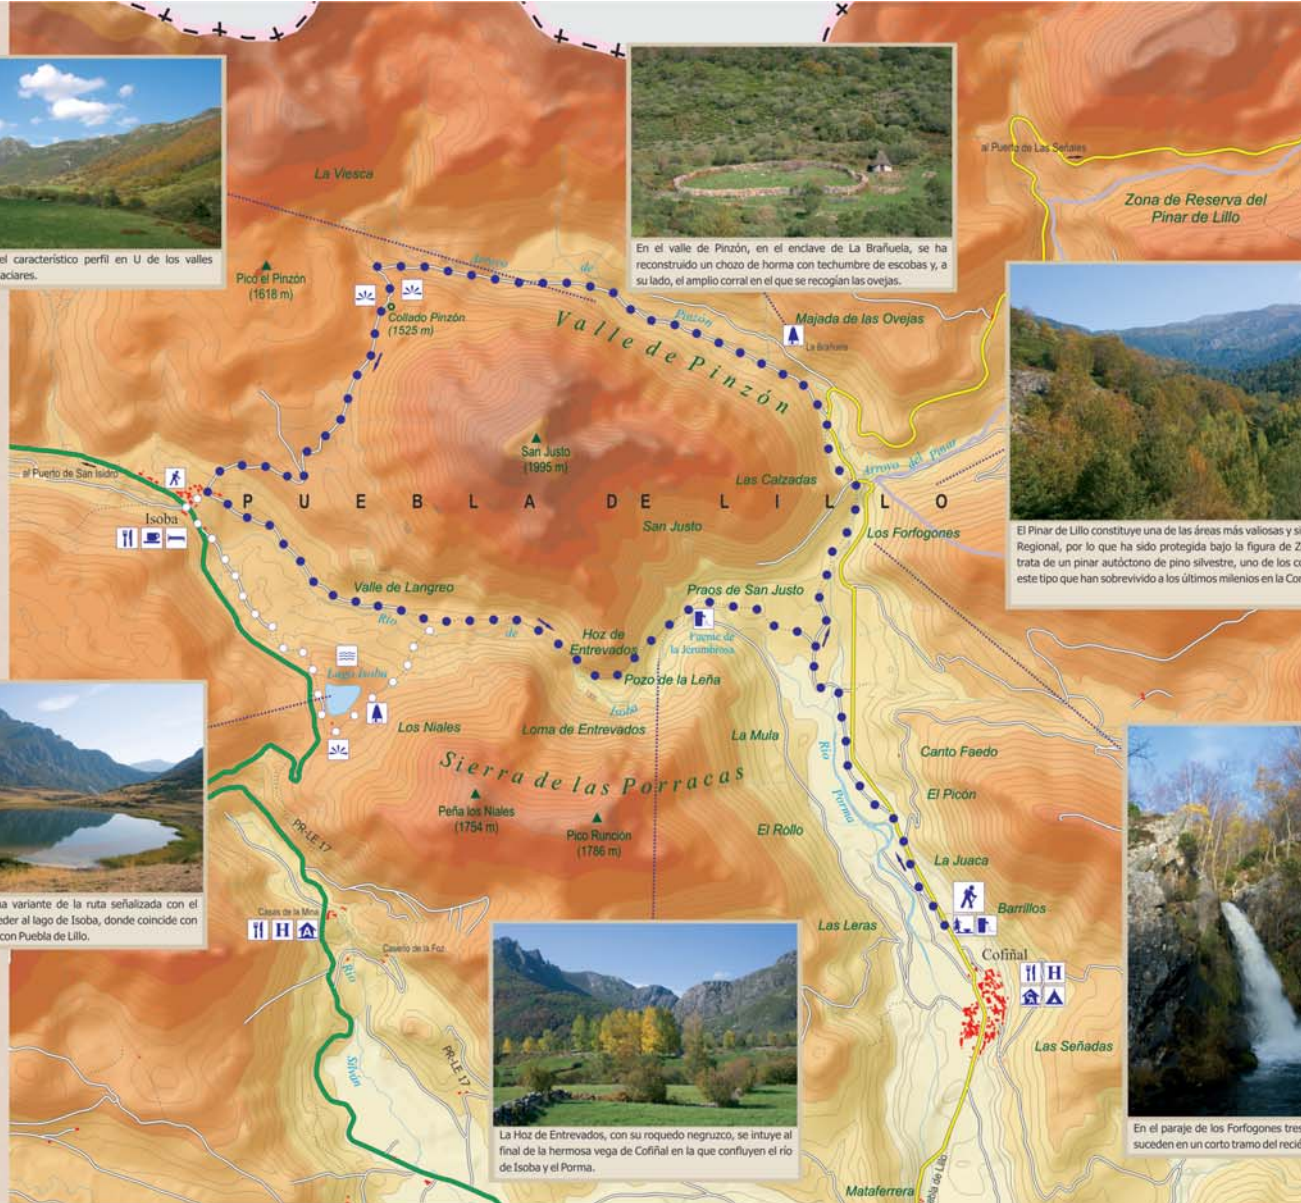 el característico perfil en U de los valles
aciares.
En el valle de Pinzón, en el enclave de La Brañuela, se ha
reconstruido un chozo de horma con techumbre de escobas y, a
su lado, el amplio corral en el que se recogían las ovejas.
al Puerto de Las Señales
Zona de Reserva del
Pinar de Lillo
La Viesca
Pico el Pinzón
(1618 m)
Collado Pinzón
(1525 m)
Arroyo de Pinzón
Valle de Pinzón
Majada de las Ovejas
La Brañuela
El Pinar de Lillo constituye una de las áreas más valiosas y si
Regional, por lo que ha sido protegida bajo la figura de Z
trata de un pinar autóctono de pino silvestre, uno de los co
este tipo que han sobrevivido a los últimos milenios en la Co
San Justo
(1995 m)
Arroyo del Pinar
al Puerto de San Isidro
Las Calzadas
PUEBLA DE LILLO
Isoba
San Justo
Los Forfogones
Valle de Langreo
Río de Isoba
Praos de San Justo
Hoz de
Entrevados
Fuente de
la Jerumbrosa
Lago Isoba
Pozo de la Leña
Los Niales
Loma de Entrevados
La Mula
Sierra de las Porracas
Río Porma
Canto Faedo
Peña los Niales
(1754 m)
Pico Runción
(1786 m)
El Picón
El Rollo
PR-LE 17
La Juaca
na variante de la ruta señalizada con el
eder al lago de Isoba, donde coincide con
con Puebla de Lillo.
Casas de la Mina
H
Barrillos
Las Leras
Caserío de la Foz
Cofiñal
H
Río Silván
PR-LE 17
Las Señadas
La Hoz de Entrevados, con su roquedo negruzco, se intuye al
final de la hermosa vega de Cofiñal en la que confluyen el río
de Isoba y el Porma.
En el paraje de los Forfogones tres
suceden en un corto tramo del recié
Mataferrera
ebla de Lillo